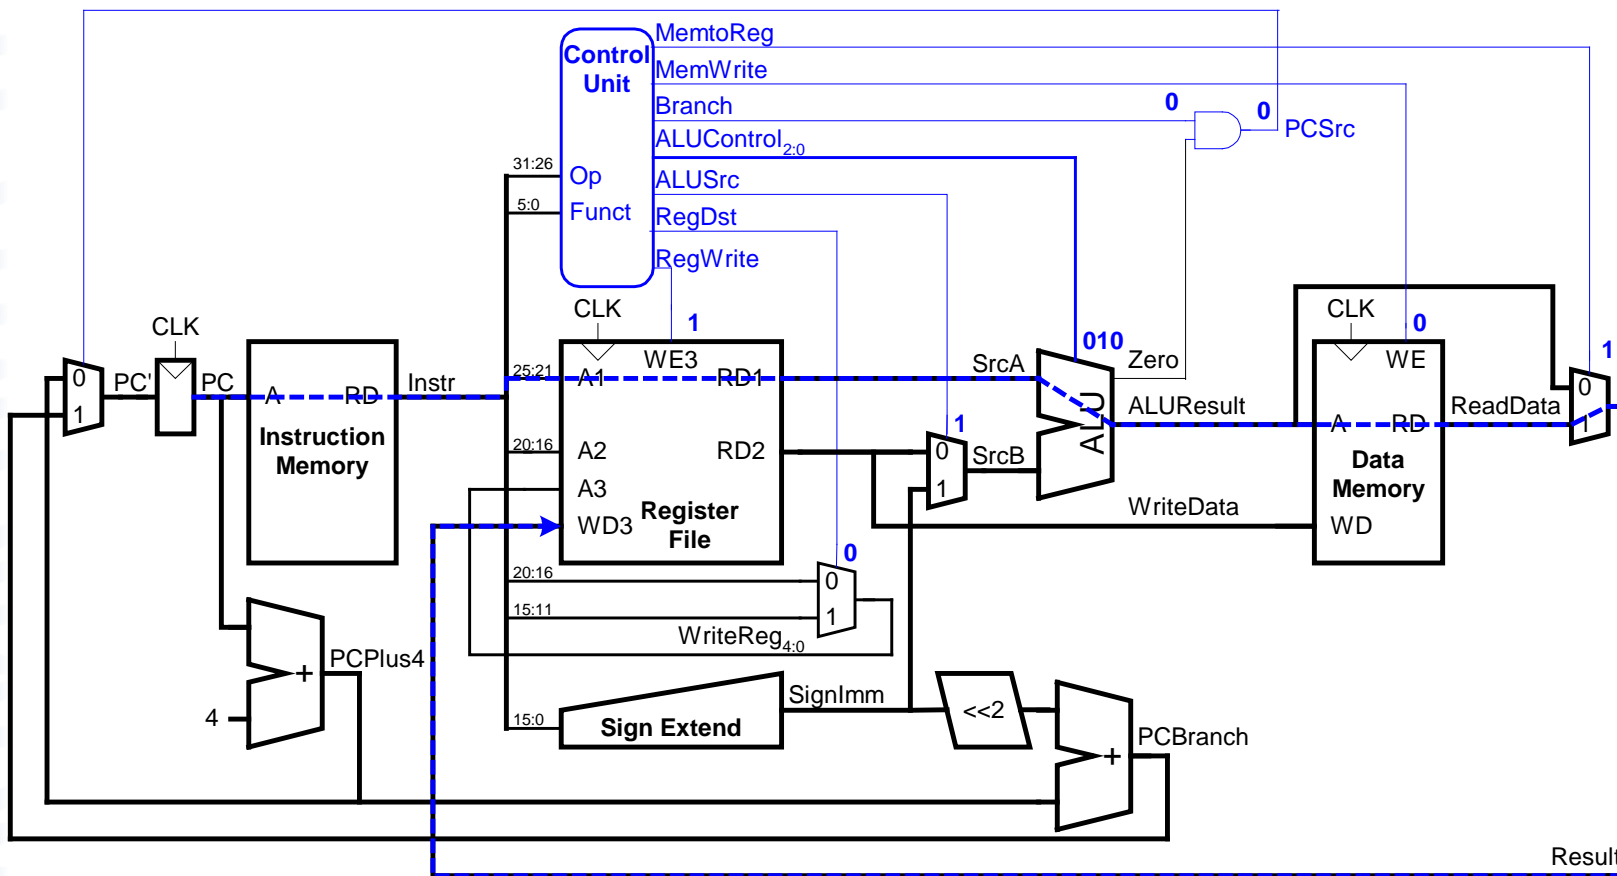 MemtoReg
Control Unit
MemWrite
Branch
0
0
PCSrc
ALUControl2:0
31:26
Op
ALUSrc
5:0
Funct
RegDst
RegWrite
CLK
CLK
CLK
1
0
010
1
WE3
WE
Zero
0
PC'
PC
A
RD
Instr
25:21
A1
RD1
SrcA
0
1
ALU
ALUResult
A
RD
ReadData
1
Instruction
Memory
20:16
A2
RD2
1
0
SrcB
Data
Memory
A3
1
Register
File
WD3
WriteData
WD
0
20:16
0
15:11
1
WriteReg4:0
PCPlus4
+
4
SignImm
15:0
Sign Extend
<<2
PCBranch
+
Result